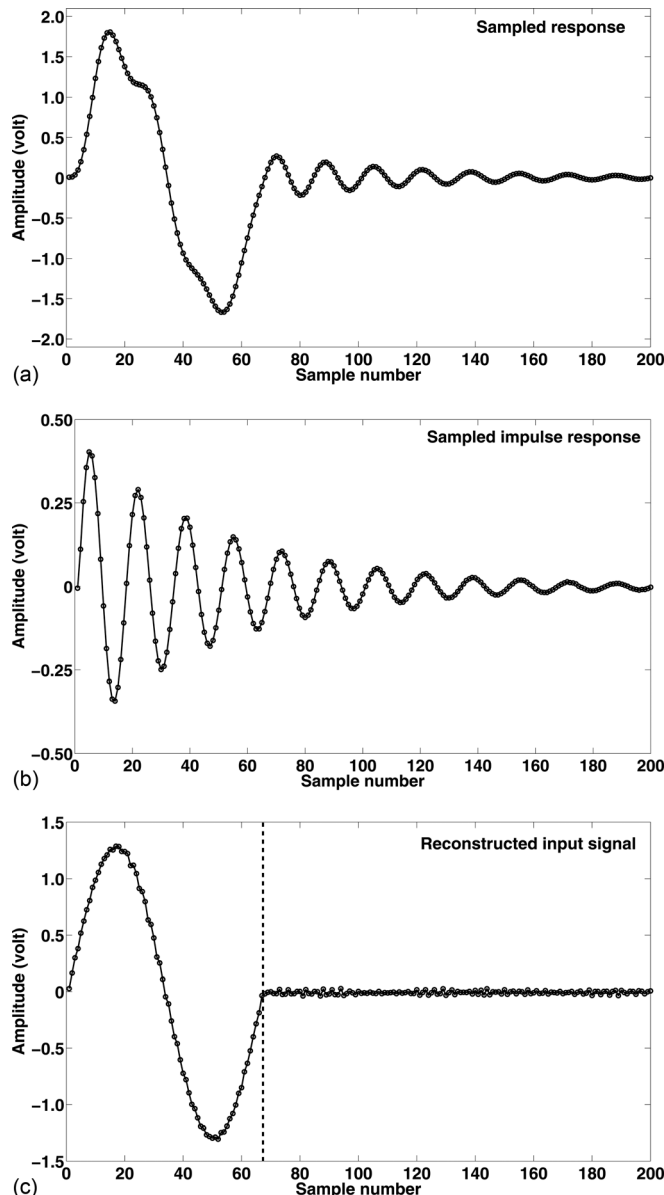 Sampled response
2.0
1.5
1.0
0.5
0
−0.5
−1.0
−1.5
−2.0
Amplitude (volt)
0 20 40 60 80 100 120 140 160 180 200
Sample number
(a)
Sampled impulse response
0.50
0.25
0
−0.25
−0.50
Amplitude (volt)
0 20 40 60 80 100 120 140 160 180 200
Sample number
(b)
Reconstructed input signal
1.5
1.0
0.5
0
−0.5
−1.0
−1.5
Amplitude (volt)
0 20 40 60 80 100 120 140 160 180 200
Sample number
(c)